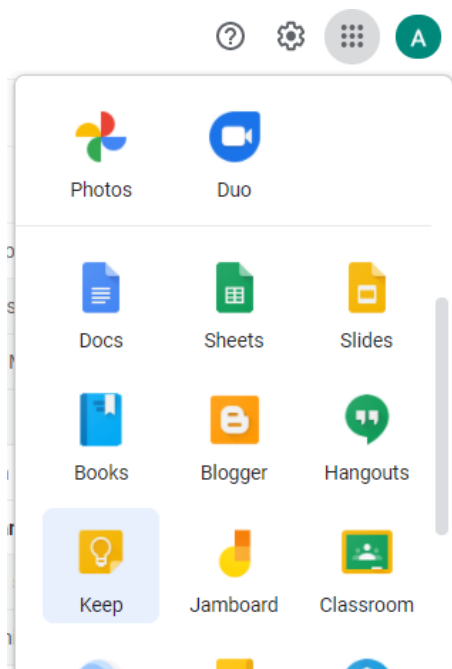 A
Photos Duo
Docs Sheets Slides
Books Blogger Hangouts
Keep Jamboard Classroom